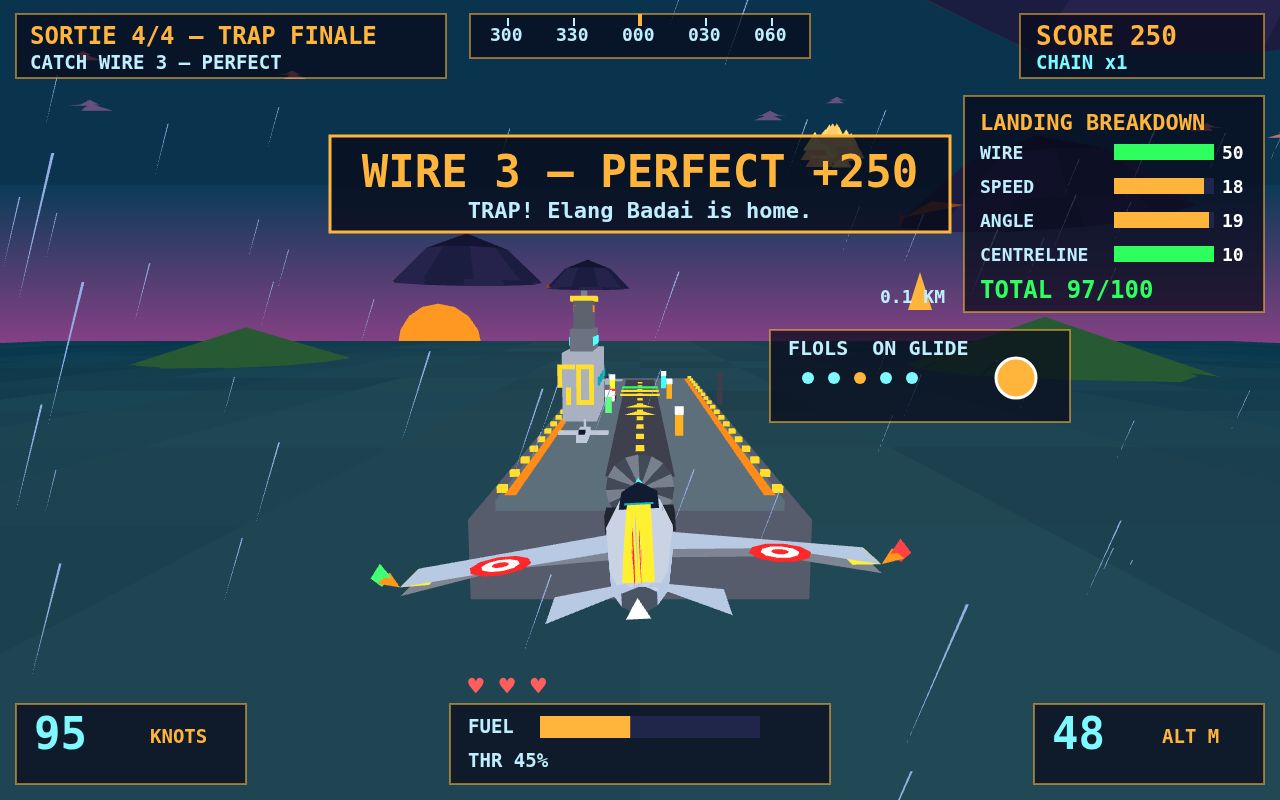 SORTIE 4/4 — TRAP FINALE
CATCH WIRE 3 — PERFECT
300 330 000 030 060
SCORE 250
CHAIN x1
WIRE 3 — PERFECT +250
TRAP! Elang Badai is home.
LANDING BREAKDOWN
WIRE 50
SPEED 18
ANGLE 19
CENTRELINE 10
TOTAL 97/100
0.1 KM
FLOLS ON GLIDE
10
95 KNOTS
FUEL
THR 45%
48 ALT M